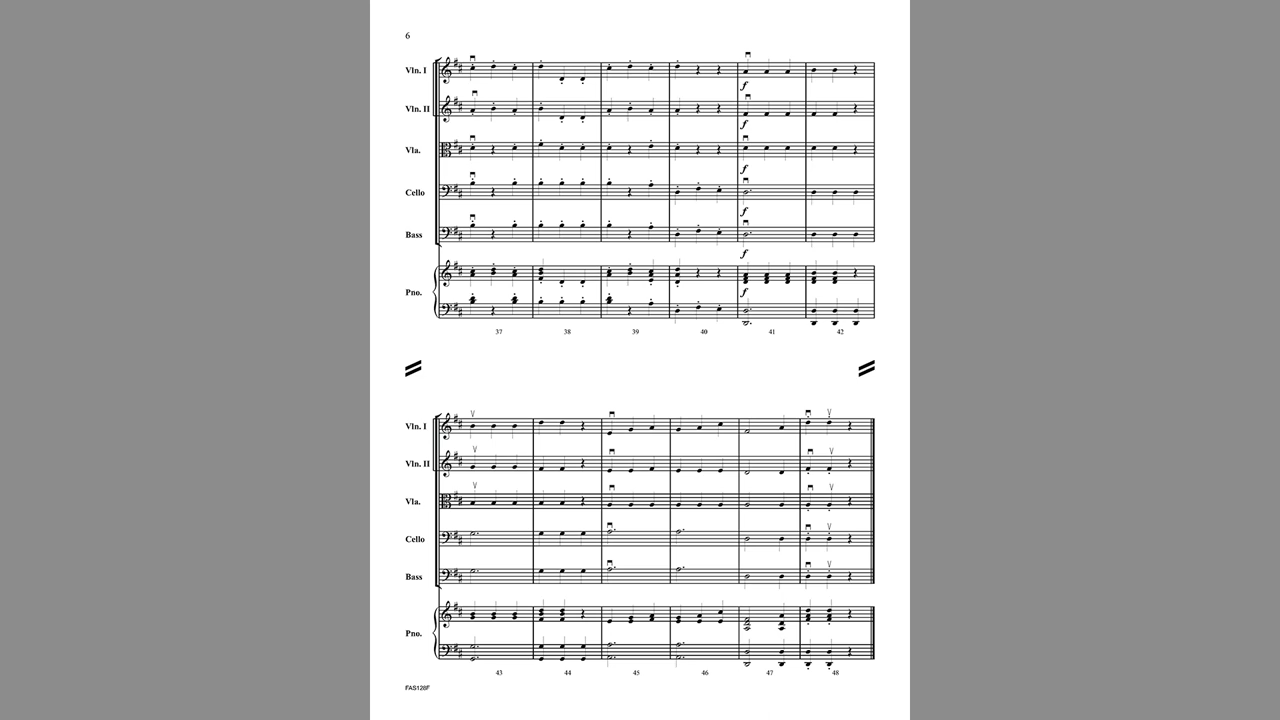 6
Vln. I
f
Vln. II
f
Vla.
f
Cello
f
Bass
f
Pno.
f
37 38 39 40 41 42
Vln. I
Vln. II
Vla.
Cello
Bass
Pno.
43 44 45 46 47 48
FAS128F